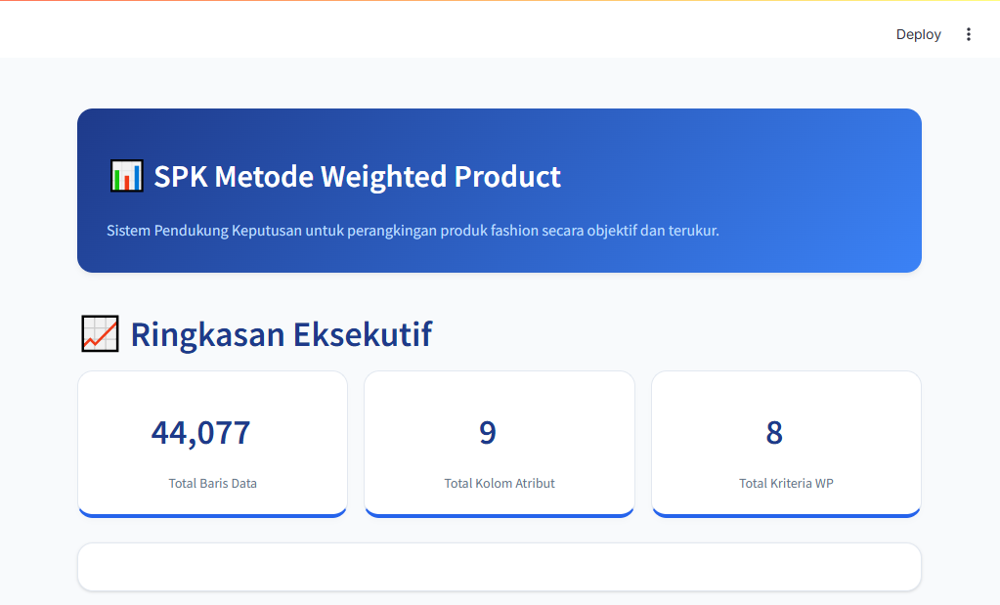 Deploy
SPK Metode Weighted Product
Sistem Pendukung Keputusan untuk perangkingan produk fashion secara objektif dan terukur.
Ringkasan Eksekutif
44,077
Total Baris Data
9
Total Kolom Atribut
8
Total Kriteria WP